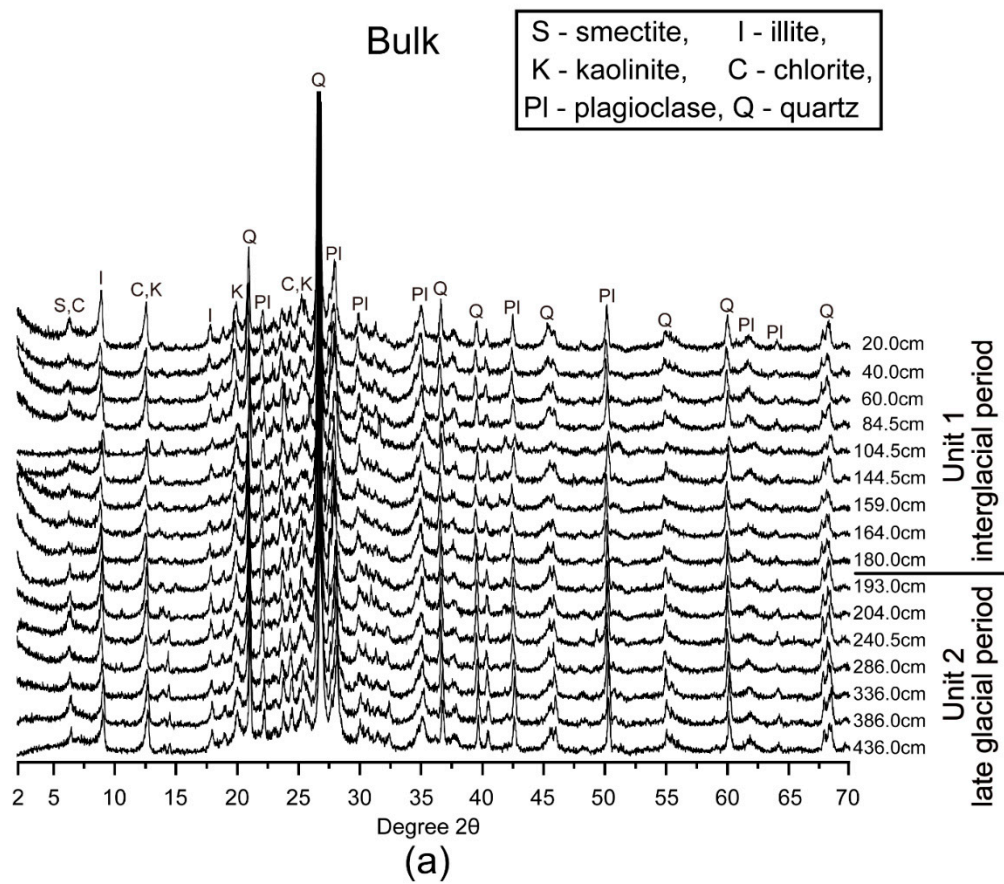 Bulk
S - smectite, I - illite,
K - kaolinite, C - chlorite,
Pl - plagioclase, Q - quartz
Q
Q
Pl
I
S,C
C,K
I
K
Pl
C,K
Pl
Pl
Q
Q
Pl
Q
Pl
Q
Q
Pl
Pl
Q
20.0cm
40.0cm
60.0cm
84.5cm
104.5cm
144.5cm
159.0cm
164.0cm
180.0cm
193.0cm
204.0cm
240.5cm
286.0cm
336.0cm
386.0cm
436.0cm
Unit 1
interglacial period
Unit 2
late glacial period
2 5 10 15 20 25 30 35 40 45 50 55 60 65 70
Degree 2θ
(a)